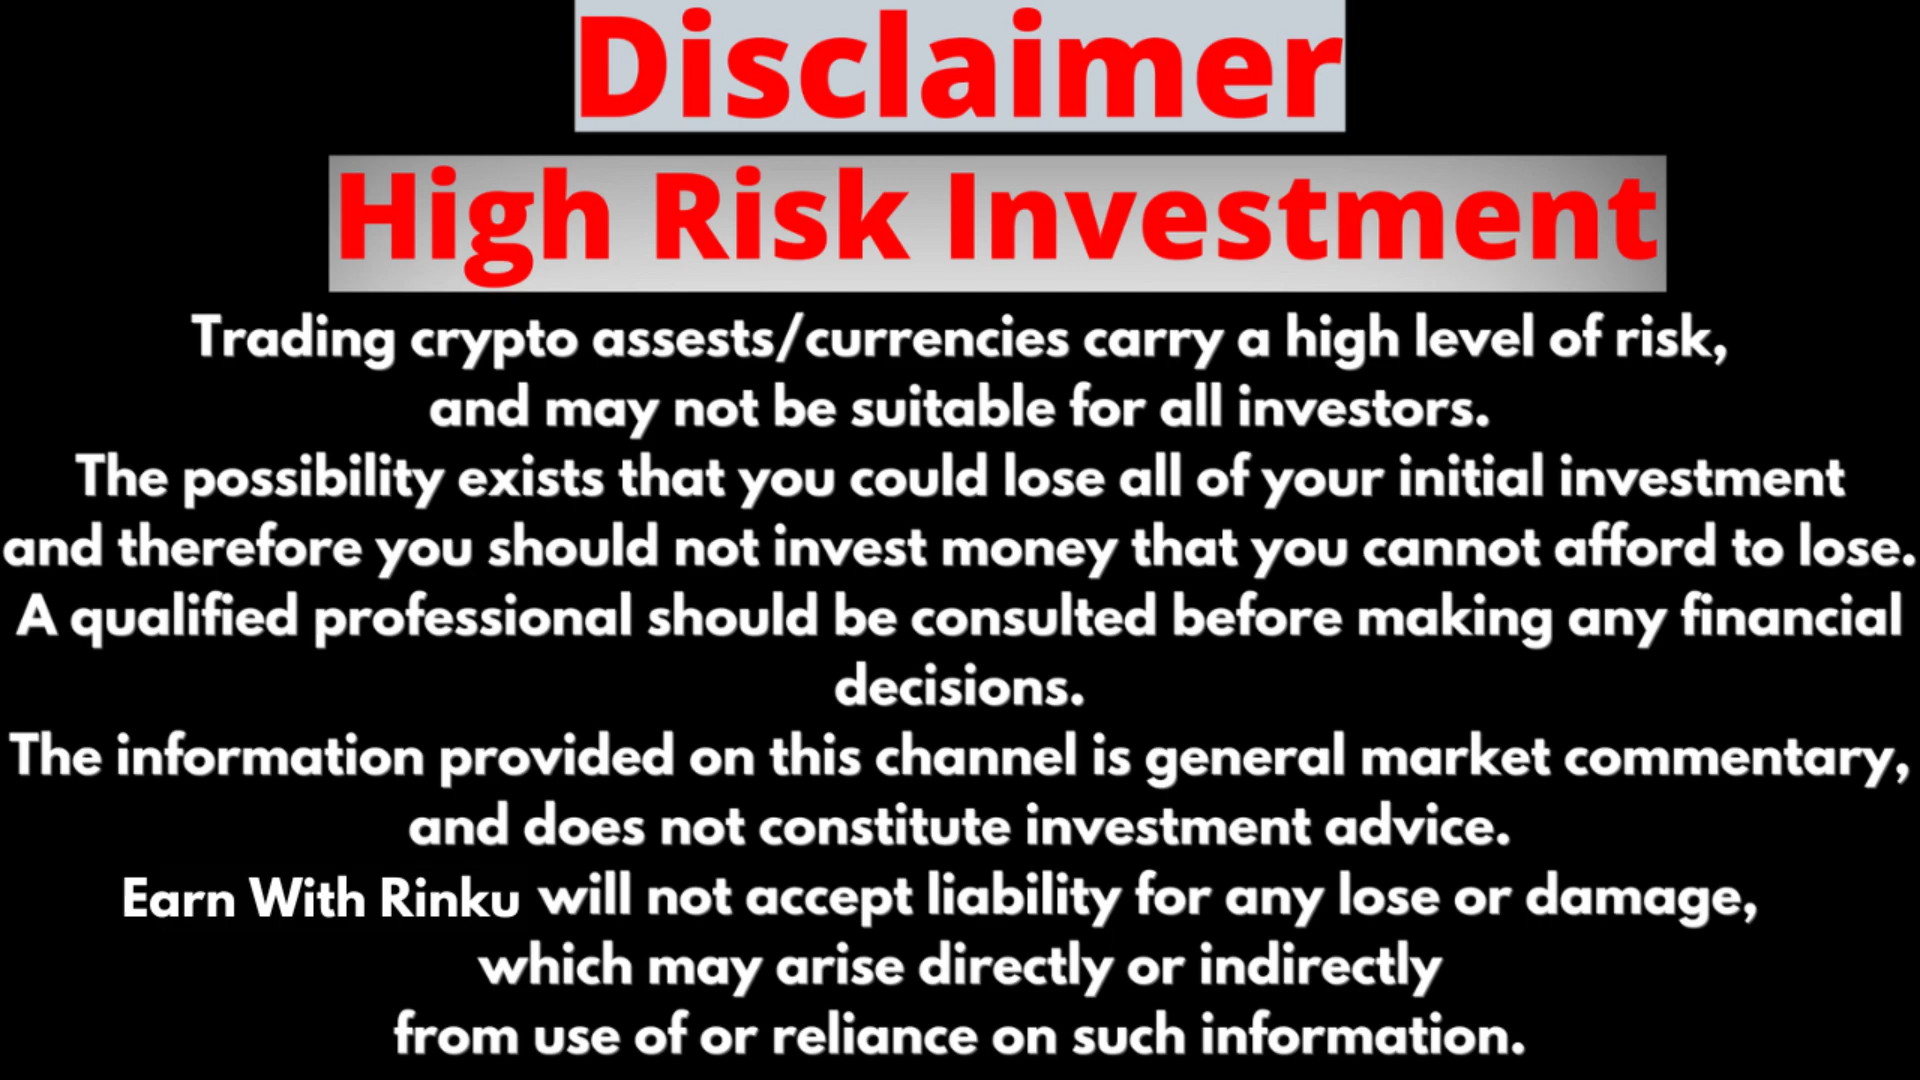 Disclaimer
High Risk Investment
Trading crypto assests/currencies carry a high level of risk,
and may not be suitable for all investors.
The possibility exists that you could lose all of your initial investment
and therefore you should not invest money that you cannot afford to lose.
A qualified professional should be consulted before making any financial
decisions.
The information provided on this channel is general market commentary,
and does not constitute investment advice.
Earn With Rinku will not accept liability for any lose or damage,
which may arise directly or indirectly
from use of or reliance on such information.